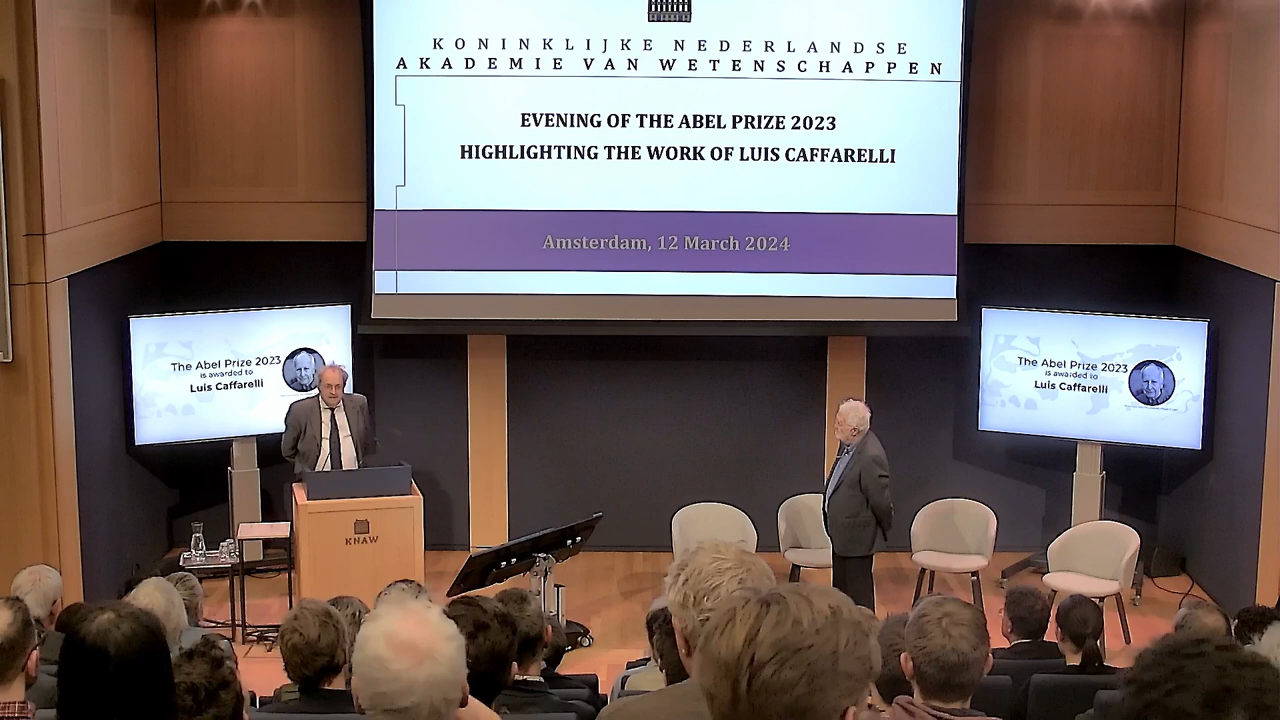 KONINKLIJKE NEDERLANDSE
AKADEMIE VAN WETENSCHAPPEN
EVENING OF THE ABEL PRIZE 2023
HIGHLIGHTING THE WORK OF LUIS CAFFARELLI
Amsterdam, 12 March 2024
The Abel Prize 2023
is awarded to
Luis Caffarelli
The Abel Prize 2023
is awarded to
Luis Caffarelli
KNAW